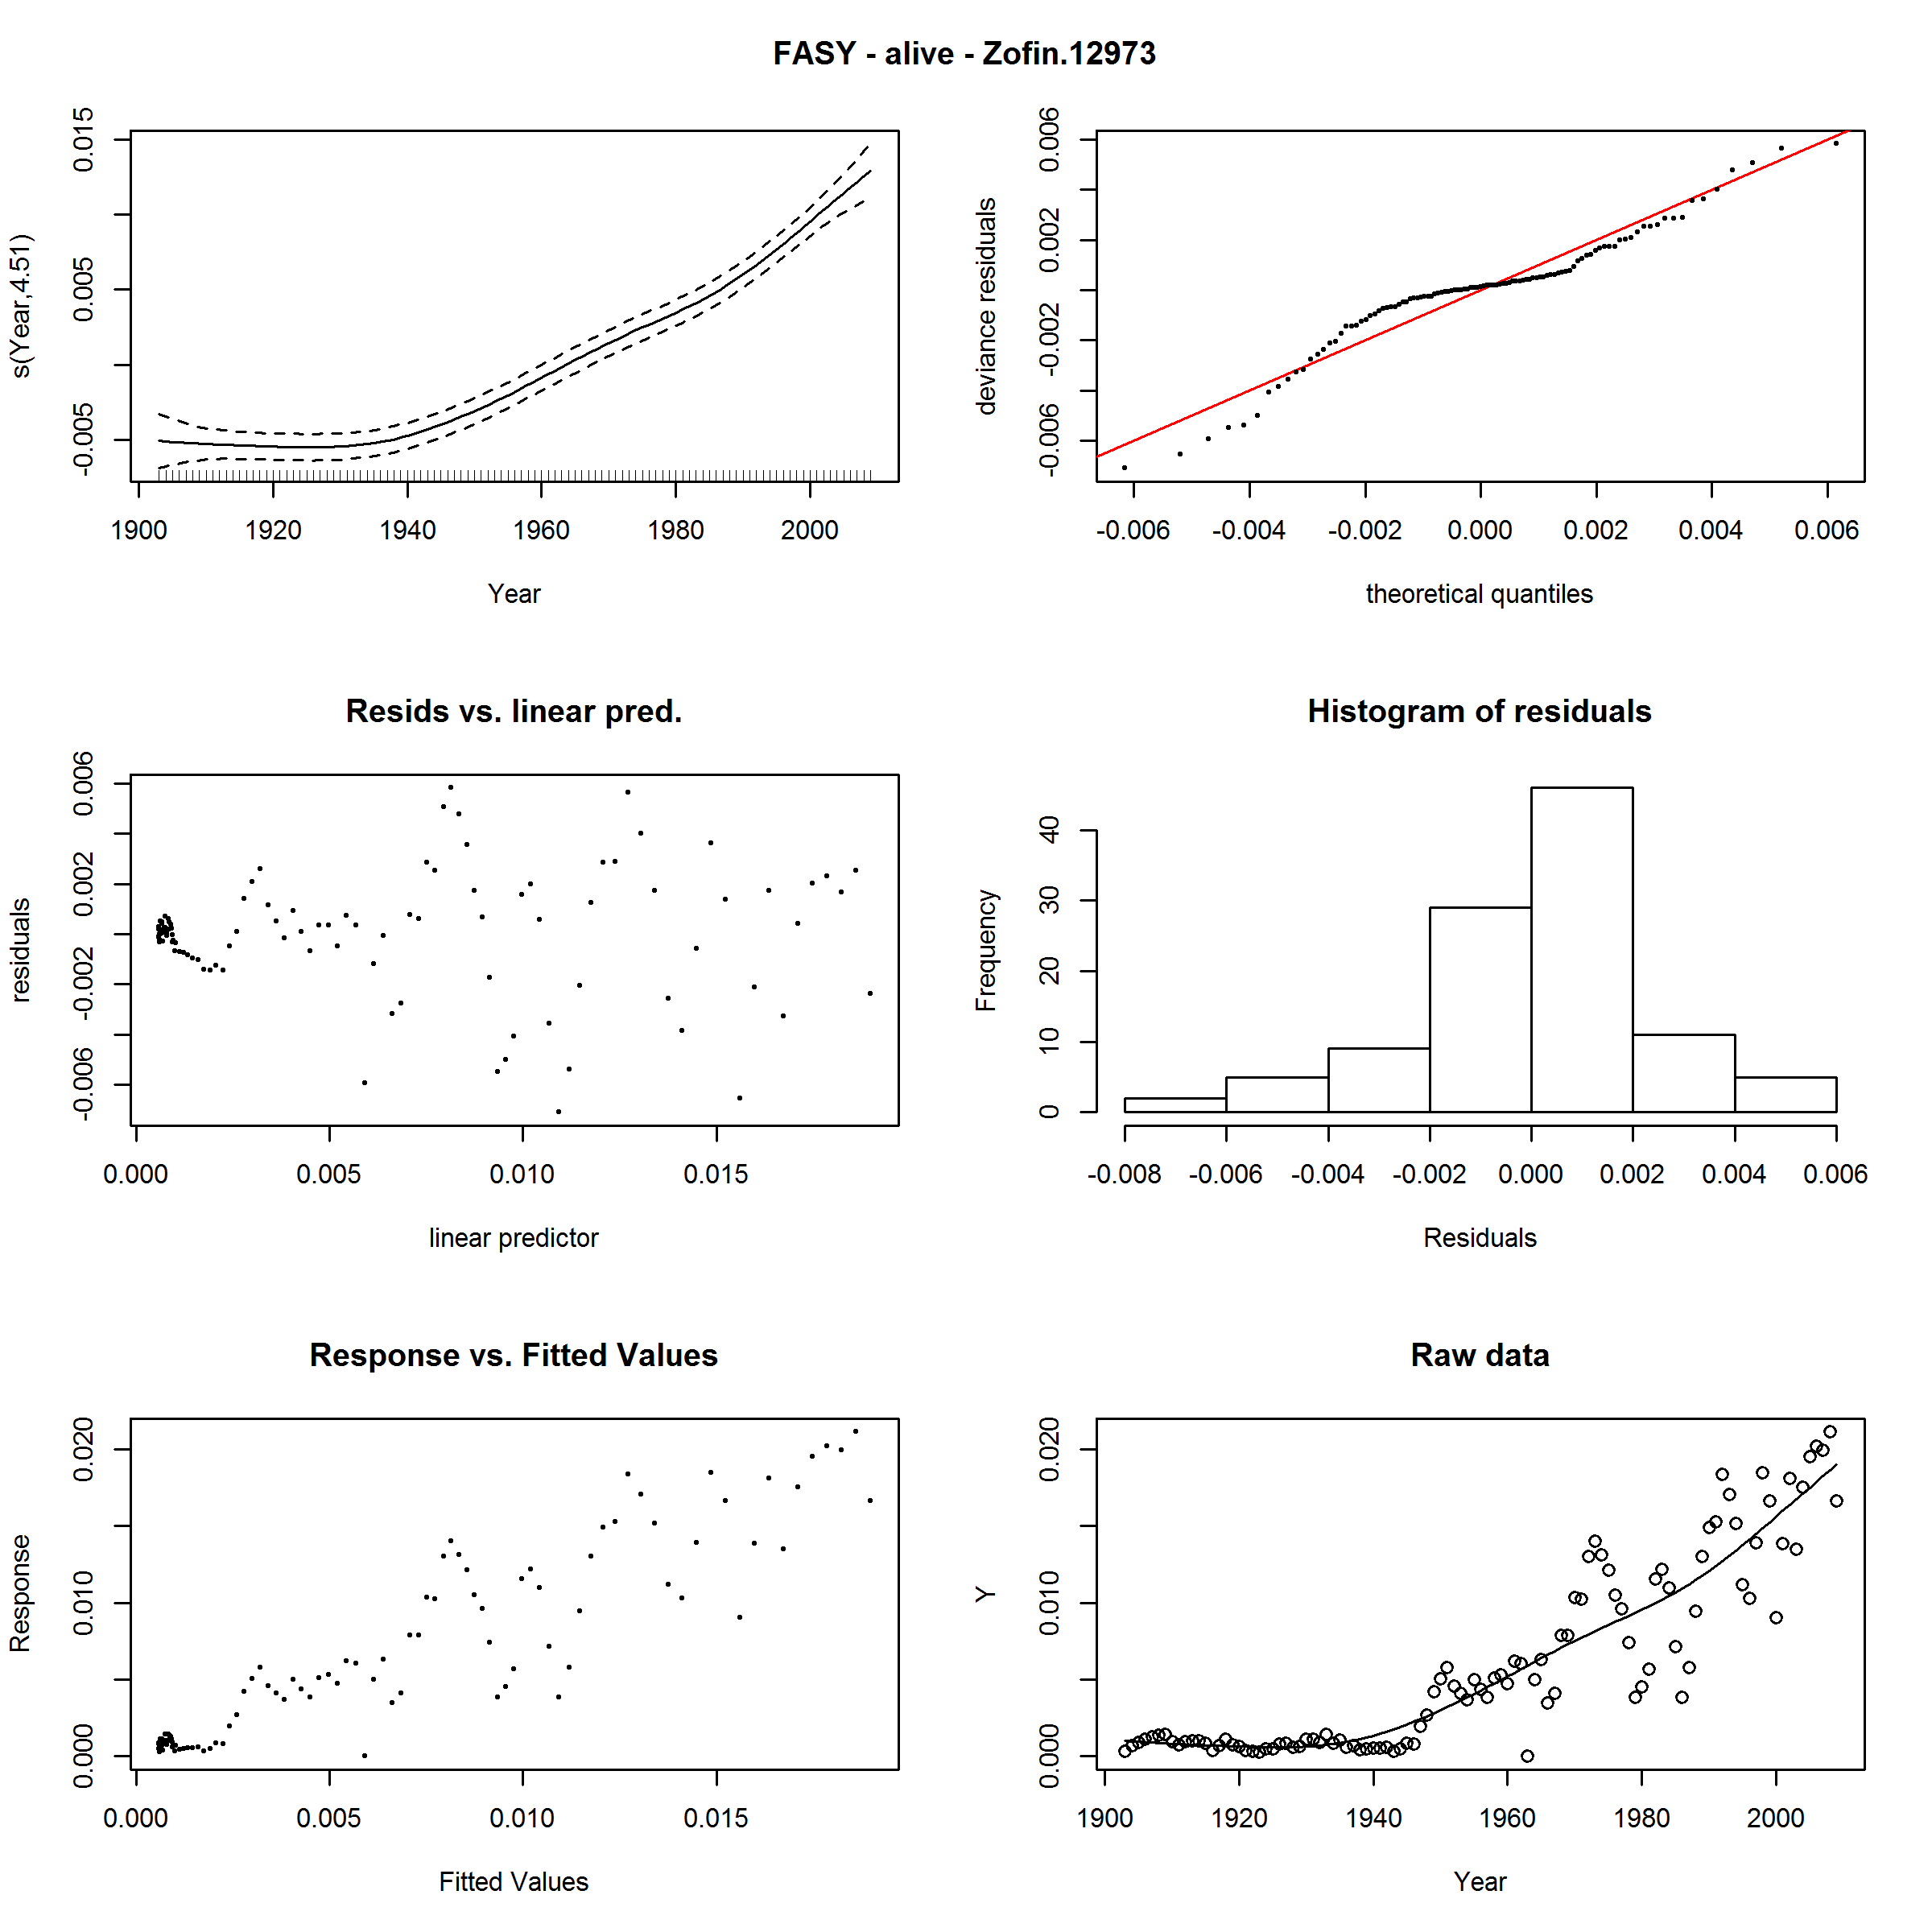 FASY - alive - Zofin.12973
s(Year,4.51)
-0.005 0.005 0.015
1900 1920 1940 1960 1980 2000
Year
deviance residuals
-0.006 -0.002 0.002 0.006
-0.006 -0.004 -0.002 0.000 0.002 0.004 0.006
theoretical quantiles
Resids vs. linear pred.
residuals
-0.006 -0.002 0.002 0.006
0.000 0.005 0.010 0.015
linear predictor
Histogram of residuals
Frequency
0 10 20 30 40
-0.008 -0.006 -0.004 -0.002 0.000 0.002 0.004 0.006
Residuals
Response vs. Fitted Values
Response
0.000 0.010 0.020
0.000 0.005 0.010 0.015
Fitted Values
Raw data
Y
0.000 0.010 0.020
1900 1920 1940 1960 1980 2000
Year